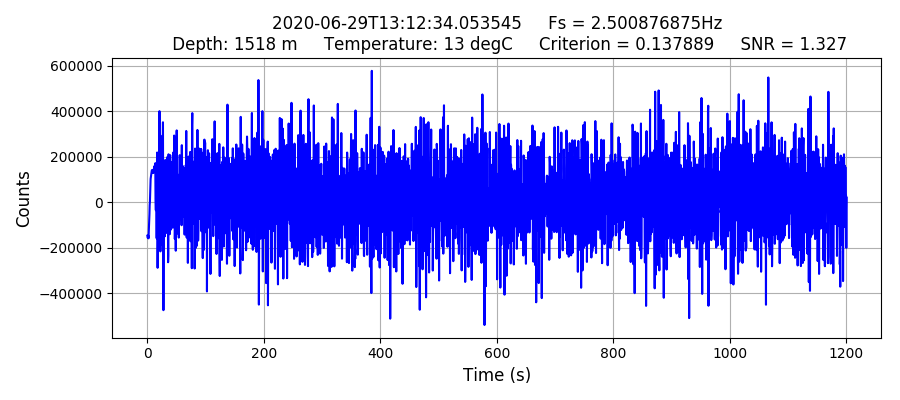 2020-06-29T13:12:34.053545 Fs = 2.500876875Hz
Depth: 1518 m Temperature: 13 degC Criterion = 0.137889 SNR = 1.327
600000
400000
200000
0
−200000
−400000
Counts
0 200 400 600 800 1000 1200
Time (s)